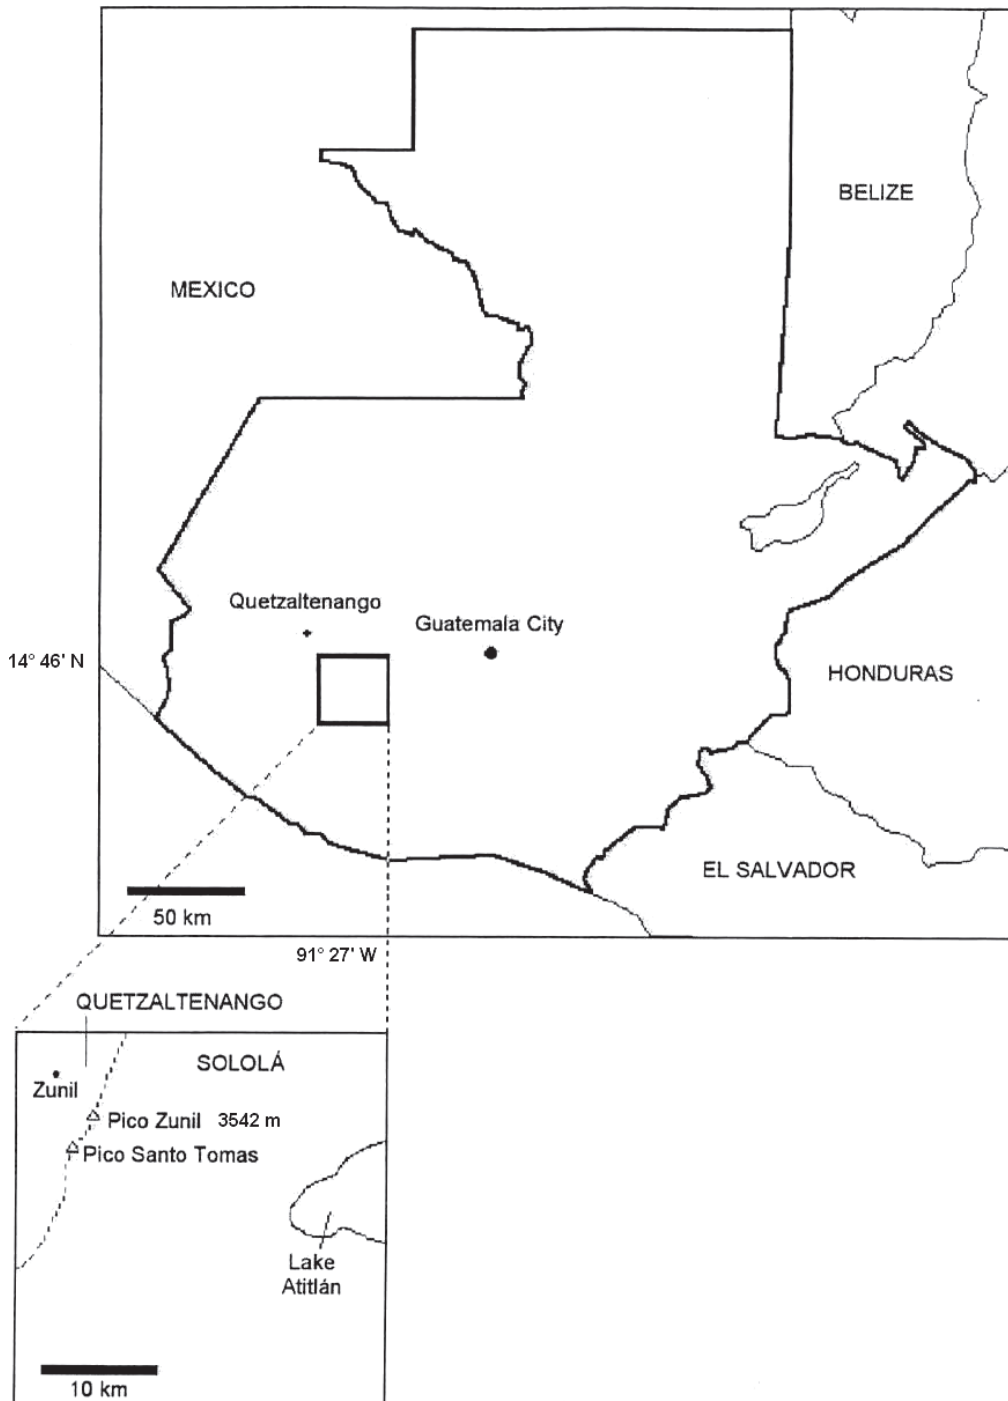 BELIZE
MEXICO
Quetzaltenango
Guatemala City
14° 46' N
HONDURAS
EL SALVADOR
50 km
91° 27' W
QUETZALTENANGO
SOLOLÁ
Zunil
Pico Zunil 3542 m
Pico Santo Tomas
Lake
Atitlán
10 km